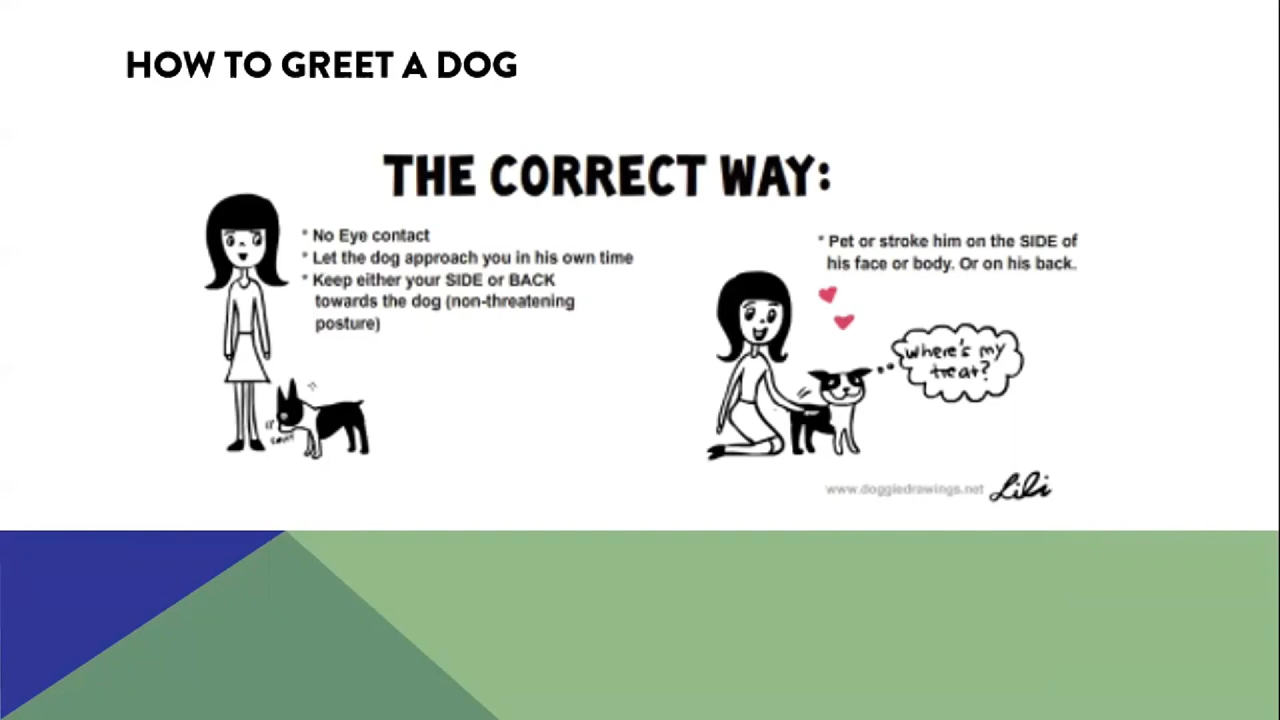 HOW TO GREET A DOG
THE CORRECT WAY:
* No Eye contact
* Let the dog approach you in his own time
* Keep either your SIDE or BACK
towards the dog (non-threatening
posture)
* Pet or stroke him on the SIDE of
his face or body. Or on his back.
where's my
treat?
www.doggiedrawings.net
Lili